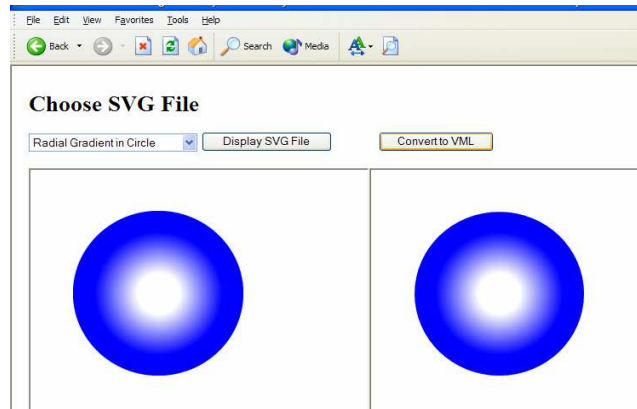 File Edit View Favorites Tools Help
Back Search Media
Choose SVG File
Radial Gradient in Circle Display SVG File Convert to VML